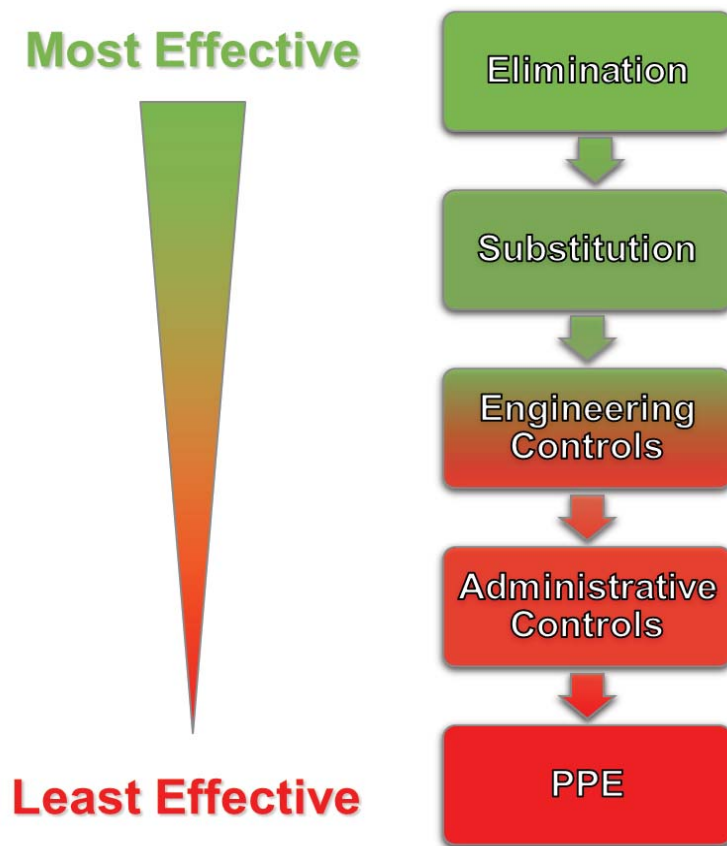 Most Effective
Elimination
Substitution
Engineering
Controls
Administrative
Controls
PPE
Least Effective